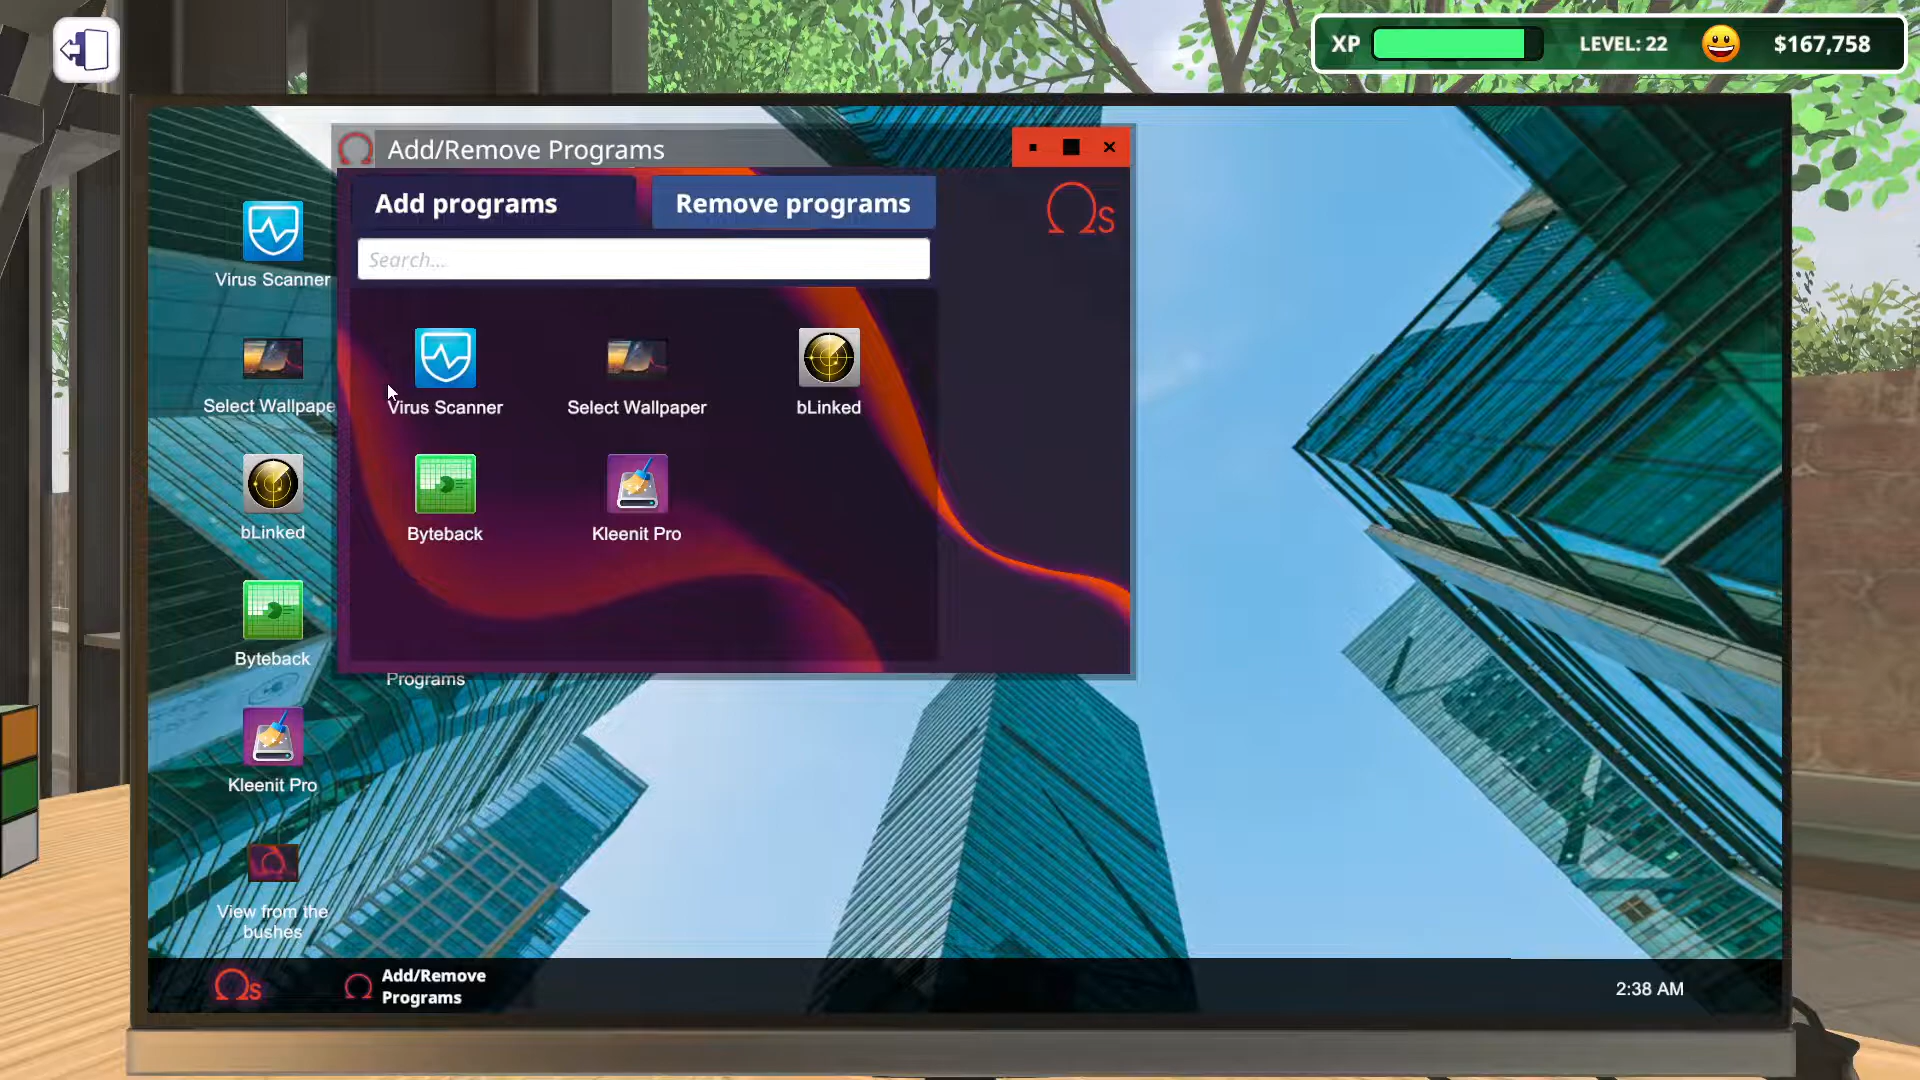 XP
LEVEL: 22
$167,758
Add/Remove Programs
Add programs
Remove programs
Ωs
Search...
Virus Scanner
Select Wallpaper
bLinked
Byteback
Kleenit Pro
Virus Scanner
Select Wallpape
bLinked
Byteback
Kleenit Pro
View from the
bushes
Programs
Ωs
Add/Remove
Programs
2:38 AM